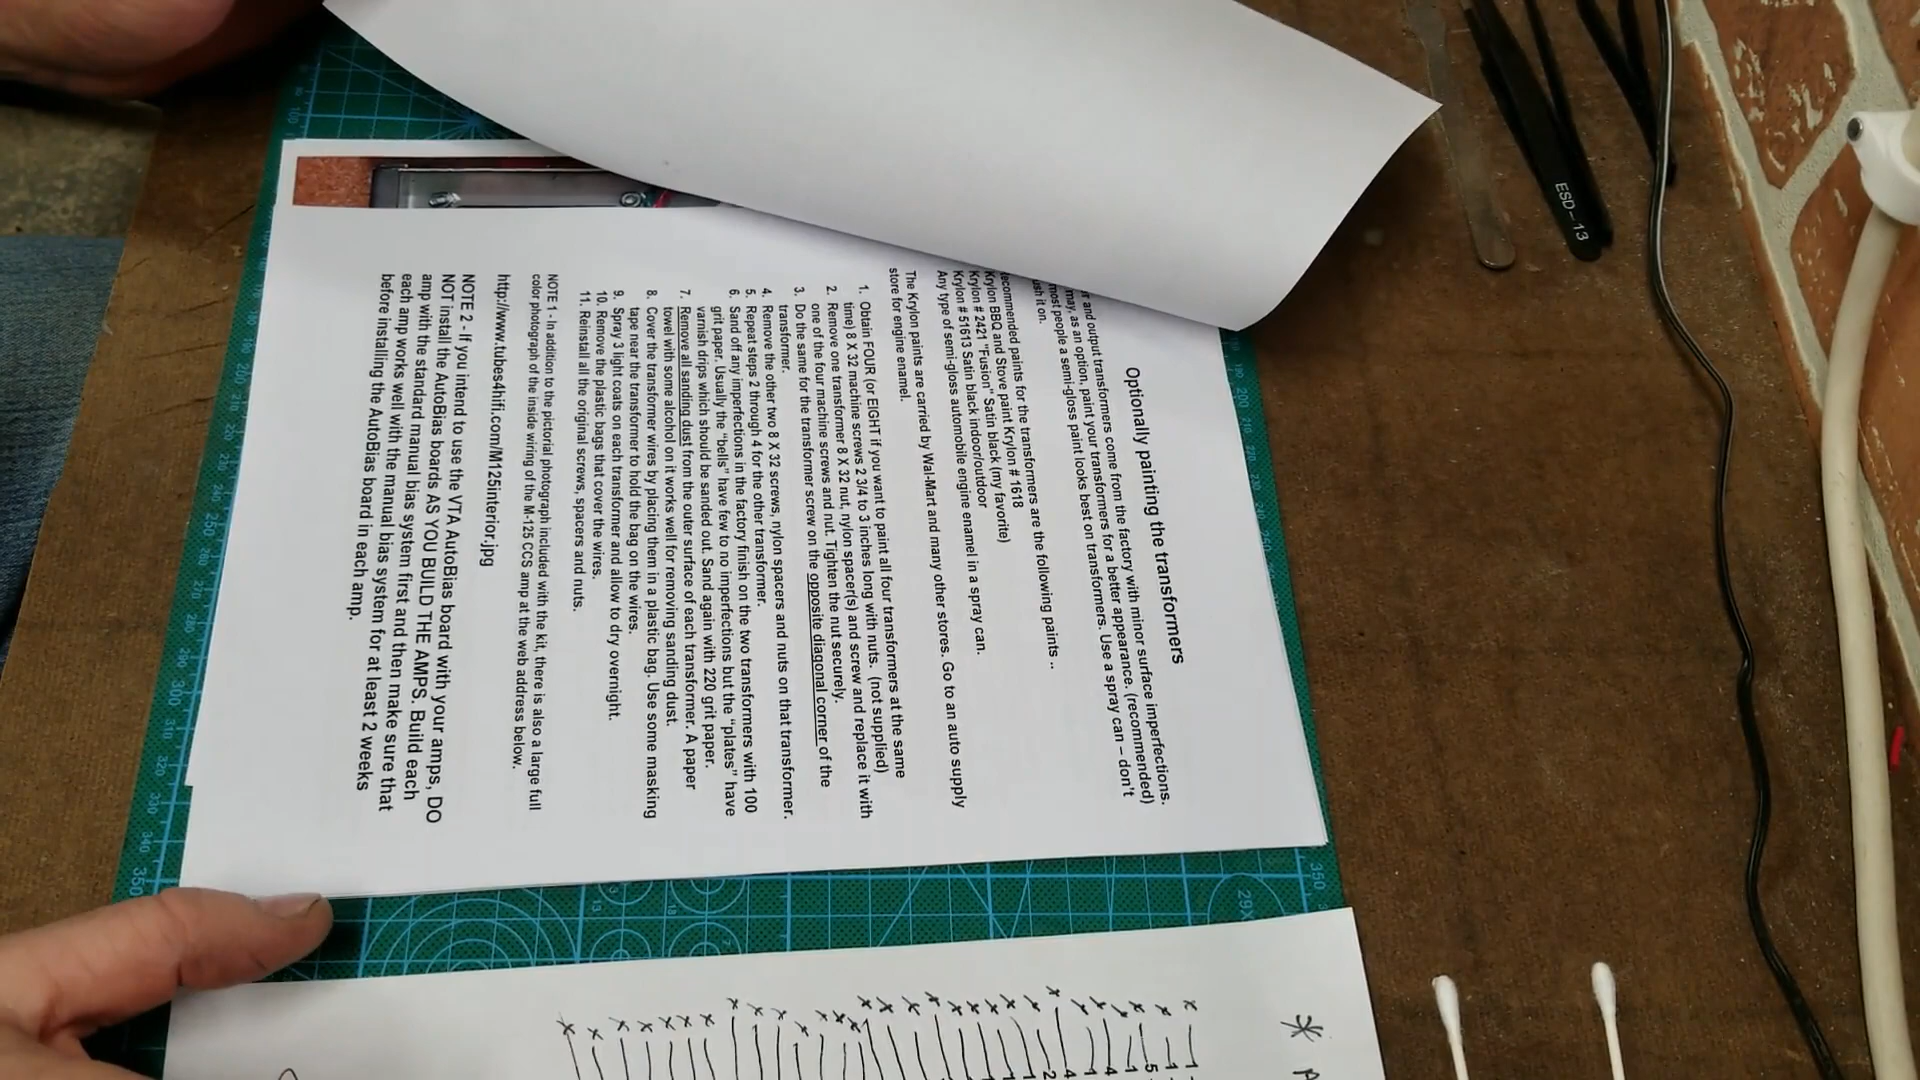 Optionally painting the transformers
and output transformers come from the factory with minor surface imperfections.
may, as an option, paint your transformers for a better appearance. (recommended)
most people a semi-gloss paint looks best on transformers. Use a spray can – don't
it on.
recommended paints for the transformers are the following paints ..
Krylon BBQ and Stove paint Krylon # 1618
Krylon # 2421 "Fusion" Satin black (my favorite)
Krylon # 51613 Satin black indoor/outdoor
Any type of semi-gloss automobile engine enamel in a spray can.
The Krylon paints are carried by Wal-Mart and many other stores. Go to an auto supply
store for engine enamel.
1. Obtain FOUR (or EIGHT if you want to paint all four transformers at the same
time) 8 X 32 machine screws 2 3/4 to 3 inches long with nuts. (not supplied)
2. Remove one transformer 8 X 32 nut, nylon spacer(s) and screw and replace it with
one of the four machine screws and nut. Tighten the nut securely.
3. Do the same for the transformer screw on the opposite diagonal corner of the
transformer.
4. Remove the other two 8 X 32 screws, nylon spacers and nuts on that transformer.
5. Repeat steps 2 through 4 for the other transformer.
6. Sand off any imperfections in the factory finish on the two transformers with 100
grit paper. Usually the "bells" have few to no imperfections but the "plates" have
varnish drips which should be sanded out. Sand again with 220 grit paper.
7. Remove all sanding dust from the outer surface of each transformer. A paper
towel with some alcohol on it works well for removing sanding dust.
8. Cover the transformer wires by placing them in a plastic bag. Use some masking
tape near the transformer to hold the bag on the wires.
9. Spray 3 light coats on each transformer and allow to dry overnight.
10. Remove the plastic bags that cover the wires.
11. Reinstall all the original screws, spacers and nuts.
NOTE 1 - In addition to the pictorial photograph included with the kit, there is also a large full
color photograph of the inside wiring of the M-125 CCS amp at the web address below.
http://www.tubes4hifi.com/M125interior.jpg
NOTE 2 - If you intend to use the VTA AutoBias board with your amps, DO
NOT install the AutoBias boards AS YOU BUILD THE AMPS. Build each
amp with the standard manual bias system first and then make sure that
each amp works well with the manual bias system for at least 2 weeks
before installing the AutoBias board in each amp.
ESD-13